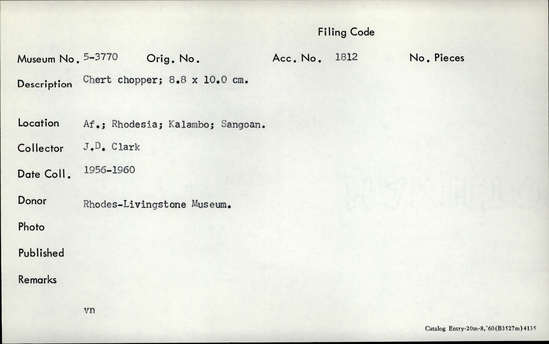 Filing Code
Museum No. 5-3770 Orig. No. Acc. No. 1812 No. Pieces
Description Chert chopper; 8.8 x 10.0 cm.
Location Af.; Rhodesia; Kalambo; Sangoan.
Collector J.D. Clark
Date Coll. 1956-1960
Donor Rhodes-Livingstone Museum.
Photo
Published
Remarks
vn
Catalog Entry-20m-8,'60(B3527m)4135